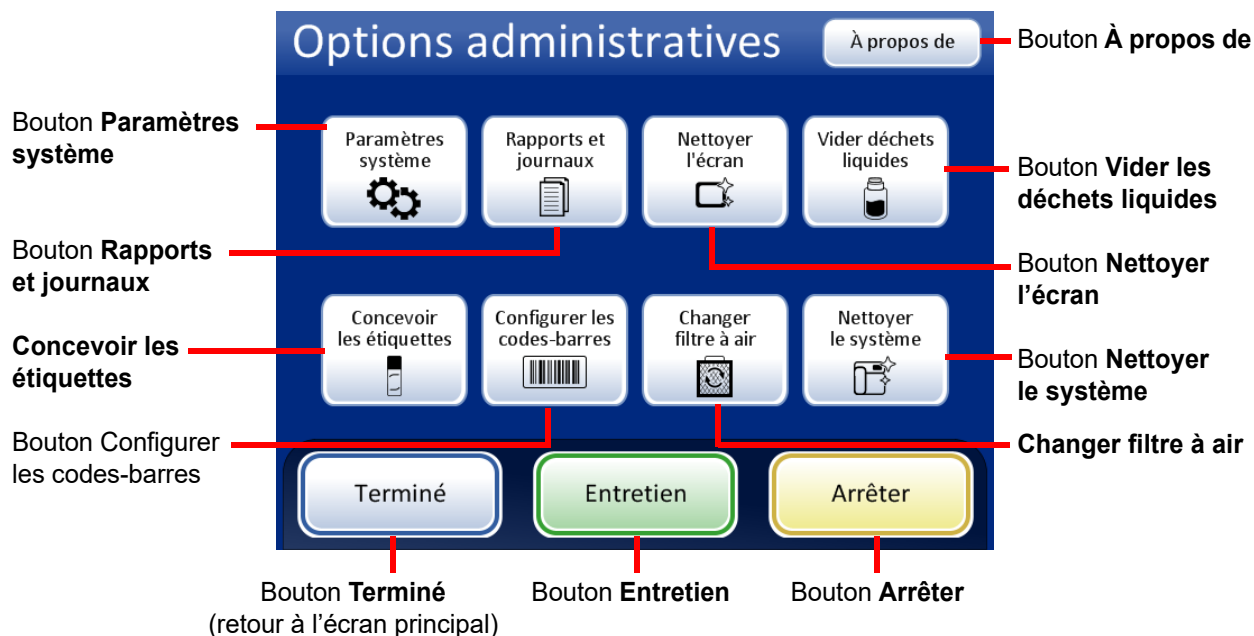 Options administratives
À propos de
Bouton À propos de
Bouton Paramètres
système
Paramètres
système
Rapports et
journaux
Nettoyer
l'écran
Vider déchets
liquides
Bouton Vider les
déchets liquides
Bouton Rapports
et journaux
Bouton Nettoyer
l’écran
Concevoir les
étiquettes
Concevoir
les étiquettes
Configurer les
codes-barres
Changer
filtre à air
Nettoyer
le système
Bouton Nettoyer
le système
Bouton Configurer
les codes-barres
Changer filtre à air
Terminé
Entretien
Arrêter
Bouton Terminé
(retour à l’écran principal)
Bouton Entretien
Bouton Arrêter